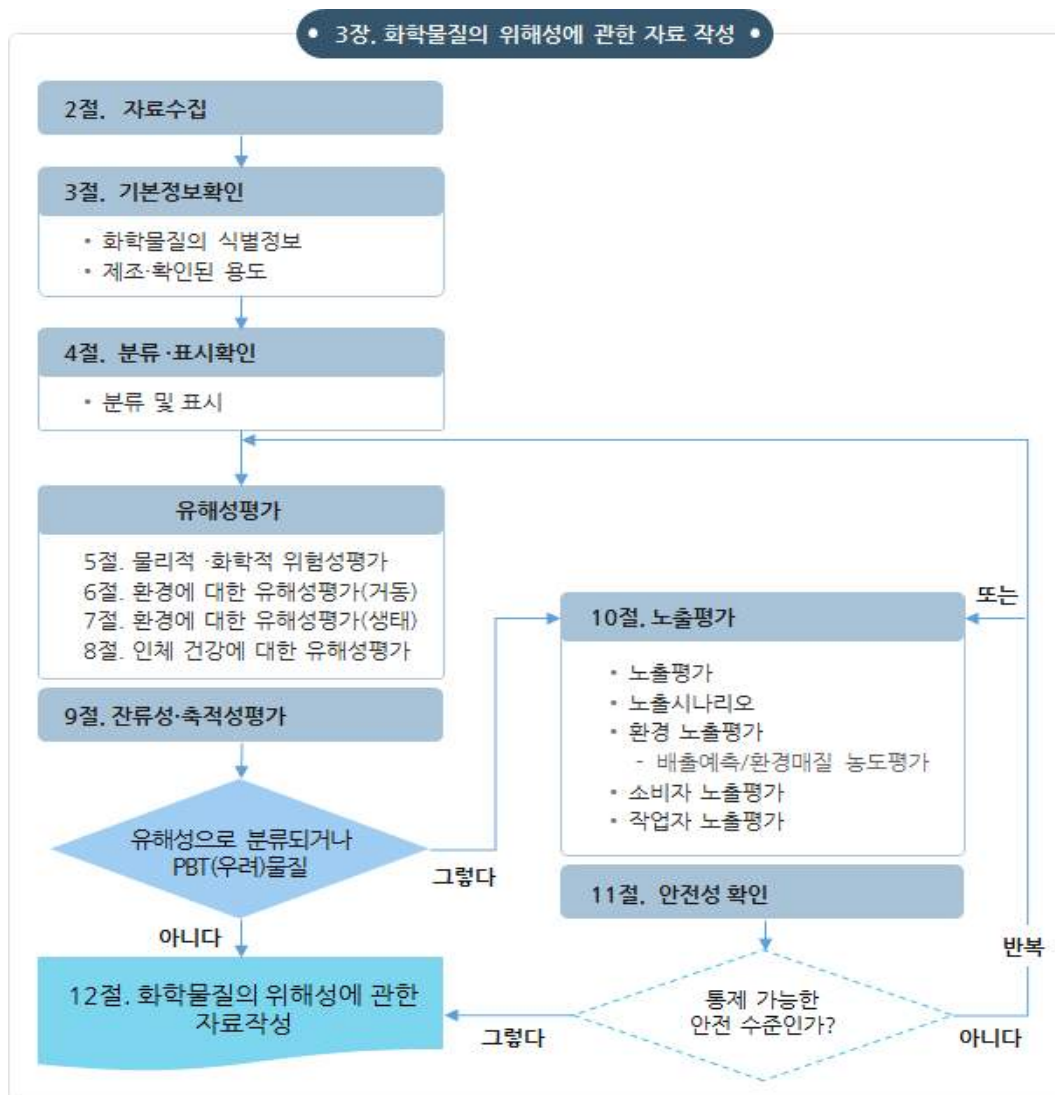 3장. 화학물질의 위해성에 관한 자료 작성
2절. 자료수집
3절. 기본정보확인
• 화학물질의 식별정보
• 제조·확인된 용도
4절. 분류·표시확인
• 분류 및 표시
유해성평가
5절. 물리적·화학적 위험성평가
6절. 환경에 대한 유해성평가(거동)
7절. 환경에 대한 유해성평가(생태)
8절. 인체 건강에 대한 유해성평가
9절. 잔류성·축적성평가
유해성으로 분류되거나
PBT(우려)물질
그렇다
아니다
10절. 노출평가
• 노출평가
• 노출시나리오
• 환경 노출평가
- 배출예측/환경매질 농도평가
• 소비자 노출평가
• 작업자 노출평가
또는
11절. 안전성 확인
통제 가능한
안전 수준인가?
그렇다
아니다
반복
12절. 화학물질의 위해성에 관한
자료작성